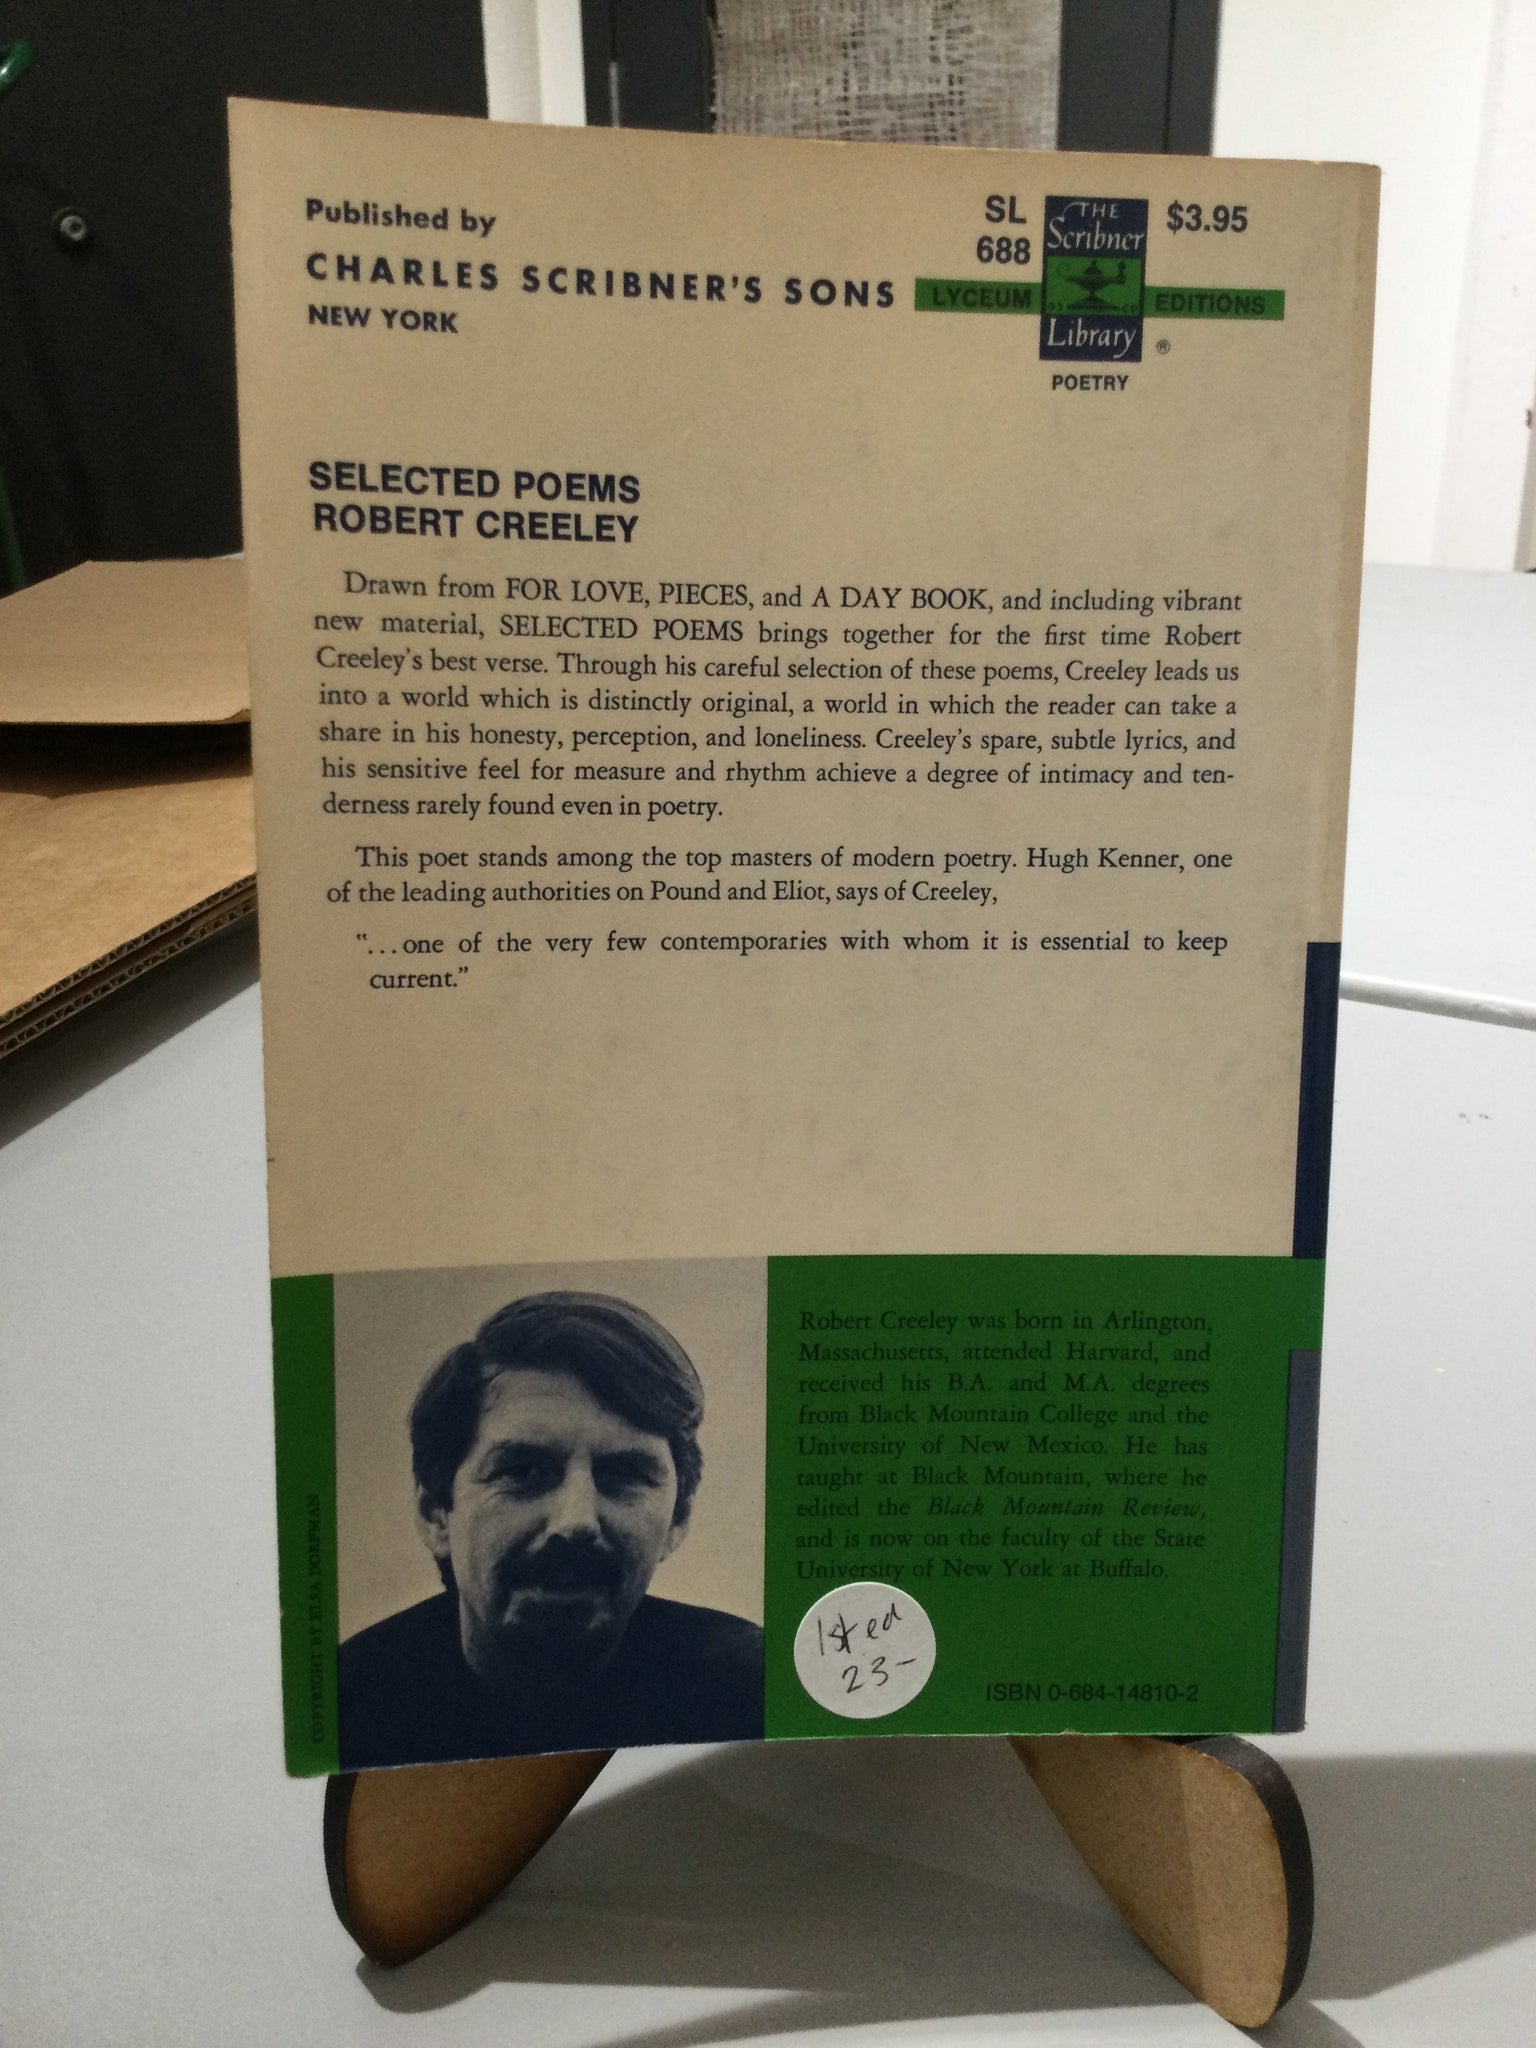 Published by
CHARLES SCRIBNER'S SONS
NEW YORK
SL
688
THE
Scribner
LYCEUM
EDITIONS
Library
®
$3.95
POETRY
SELECTED POEMS
ROBERT CREELEY
Drawn from FOR LOVE, PIECES, and A DAY BOOK, and including vibrant
new material, SELECTED POEMS brings together for the first time Robert
Creeley's best verse. Through his careful selection of these poems, Creeley leads us
into a world which is distinctly original, a world in which the reader can take a
share in his honesty, perception, and loneliness. Creeley's spare, subtle lyrics, and
his sensitive feel for measure and rhythm achieve a degree of intimacy and ten-
derness rarely found even in poetry.
This poet stands among the top masters of modern poetry. Hugh Kenner, one
of the leading authorities on Pound and Eliot, says of Creeley,
"...one of the very few contemporaries with whom it is essential to keep
current."
COPYRIGHT BY ELSA DORFMAN
Robert Creeley was born in Arlington,
Massachusetts, attended Harvard, and
received his B.A. and M.A. degrees
from Black Mountain College and the
University of New Mexico. He has
taught at Black Mountain, where he
edited the Black Mountain Review,
and is now on the faculty of the State
University of New York at Buffalo.
1st ed
23-
ISBN 0-684-14810-2